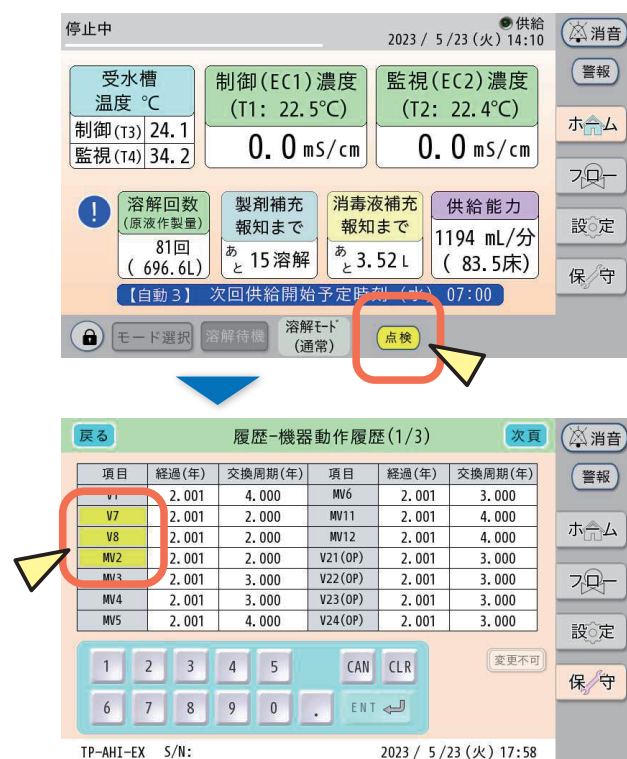 停止中
供給
2023 / 5 /23 (火) 14:10
消音
警報
ホーム
フロー
設定
保守
受水槽
温度 ℃
制御(T3) 24.1
監視(T4) 34.2
制御(EC1)濃度
(T1: 22.5℃)
0.0 mS/cm
監視(EC2)濃度
(T2: 22.4℃)
0.0 mS/cm
!
溶解回数
(原液作製量)
81回
( 696.6L)
製剤補充
報知まで
あと 15溶解
消毒液補充
報知まで
あと 3.52 L
供給能力
1194 mL/分
( 83.5床)
【自動3】 次回供給開始予定時刻 (水) 07:00
モード選択
溶解待機
溶解モード
(通常)
点検
戻る
履歴-機器動作履歴(1/3)
次頁
消音
警報
ホーム
フロー
設定
保守
項目 経過(年) 交換周期(年) 項目 経過(年) 交換周期(年)
V1 2.001 4.000 MV6 2.001 3.000
V7 2.001 2.000 MV11 2.001 4.000
V8 2.001 2.000 MV12 2.001 4.000
MV2 2.001 2.000 V21(OP) 2.001 3.000
MV3 2.001 3.000 V22(OP) 2.001 3.000
MV4 2.001 3.000 V23(OP) 2.001 3.000
MV5 2.001 4.000 V24(OP) 2.001 3.000
1 2 3 4 5 CAN CLR
変更不可
6 7 8 9 0 . ENT
TP-AHI-EX S/N:
2023 / 5 /23 (火) 17:58